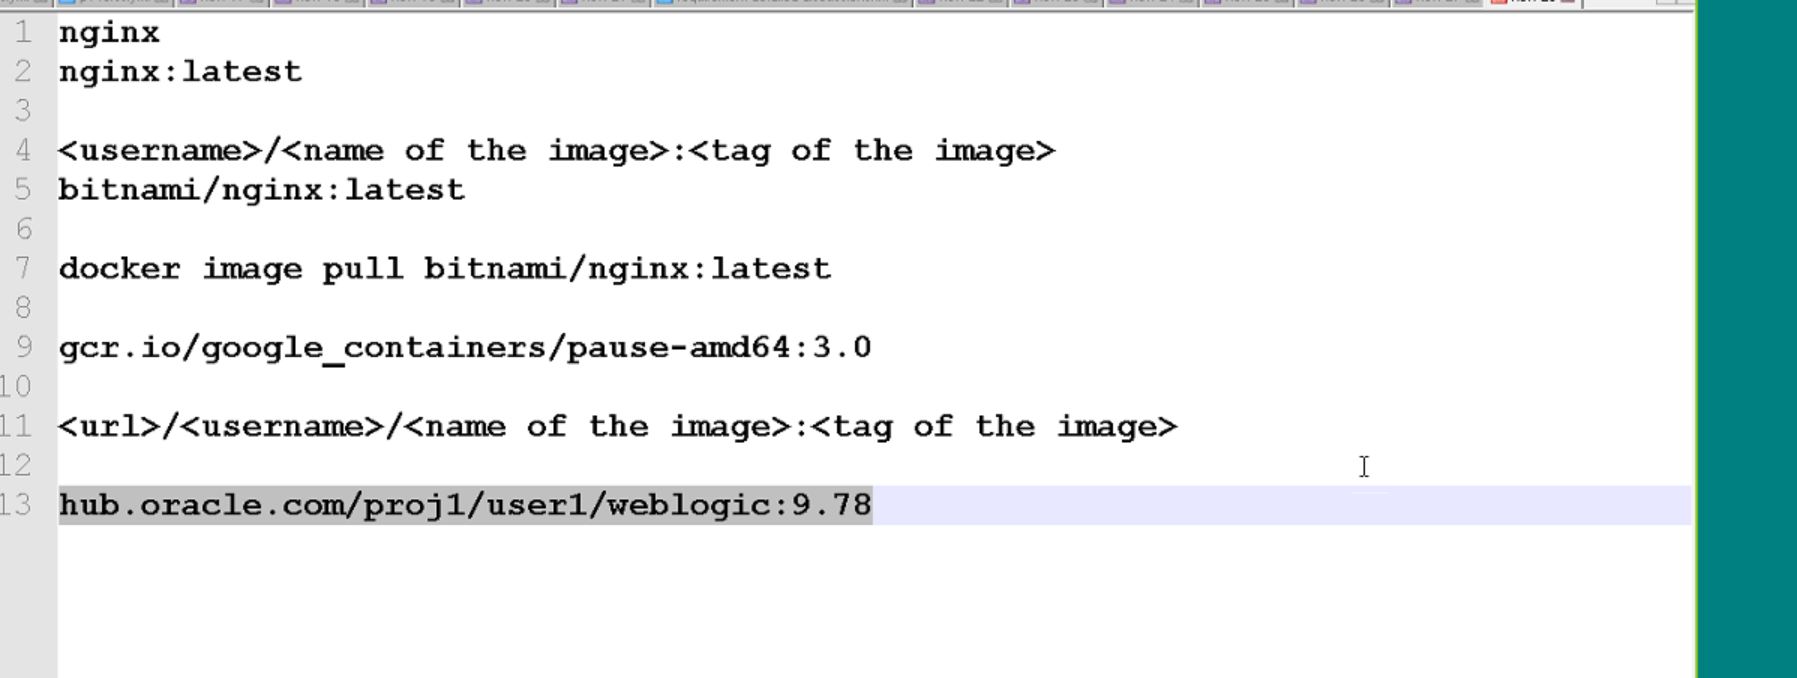 1 nginx
2 nginx:latest
3
4 <username>/<name of the image>:<tag of the image>
5 bitnami/nginx:latest
6
7 docker image pull bitnami/nginx:latest
8
9 gcr.io/google_containers/pause-amd64:3.0
10
11 <url>/<username>/<name of the image>:<tag of the image>
12
13 hub.oracle.com/proj1/user1/weblogic:9.78